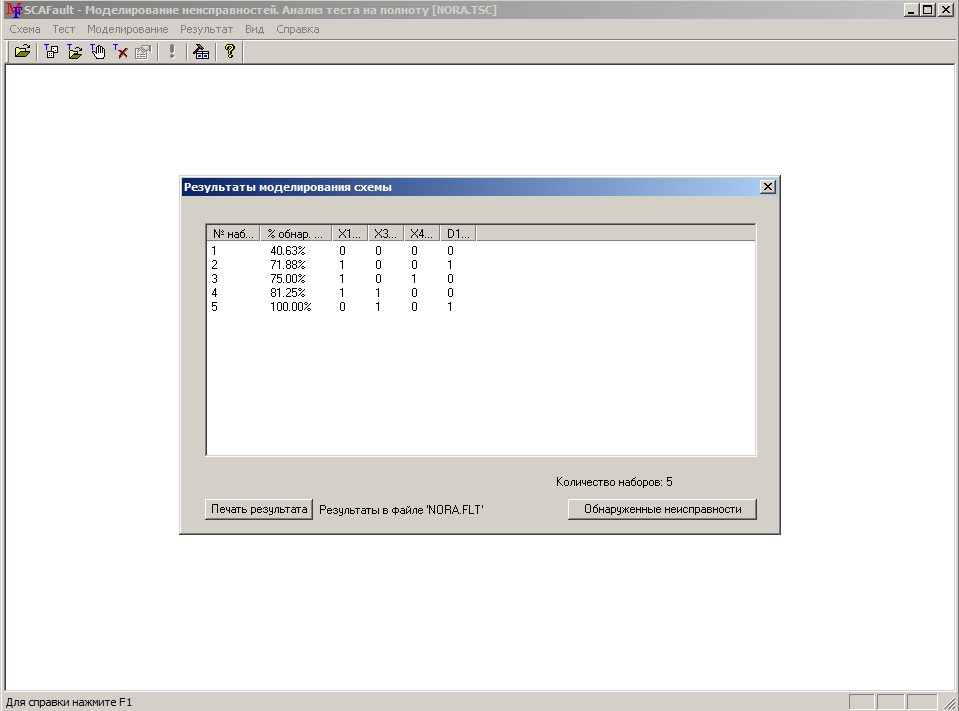 SCAFault - Моделирование неисправностей. Анализ теста на полноту [NORA.TSC]
Схема Тест Моделирование Результат Вид Справка
Результаты моделирования схемы
№ наб... % обнар. ... X1... X3... X4... D1...
1 40.63% 0 0 0 0
2 71.88% 1 0 0 1
3 75.00% 1 0 1 0
4 81.25% 1 1 0 0
5 100.00% 0 1 0 1
Количество наборов: 5
Печать результата Результаты в файле 'NORA.FLT' Обнаруженные неисправности
Для справки нажмите F1